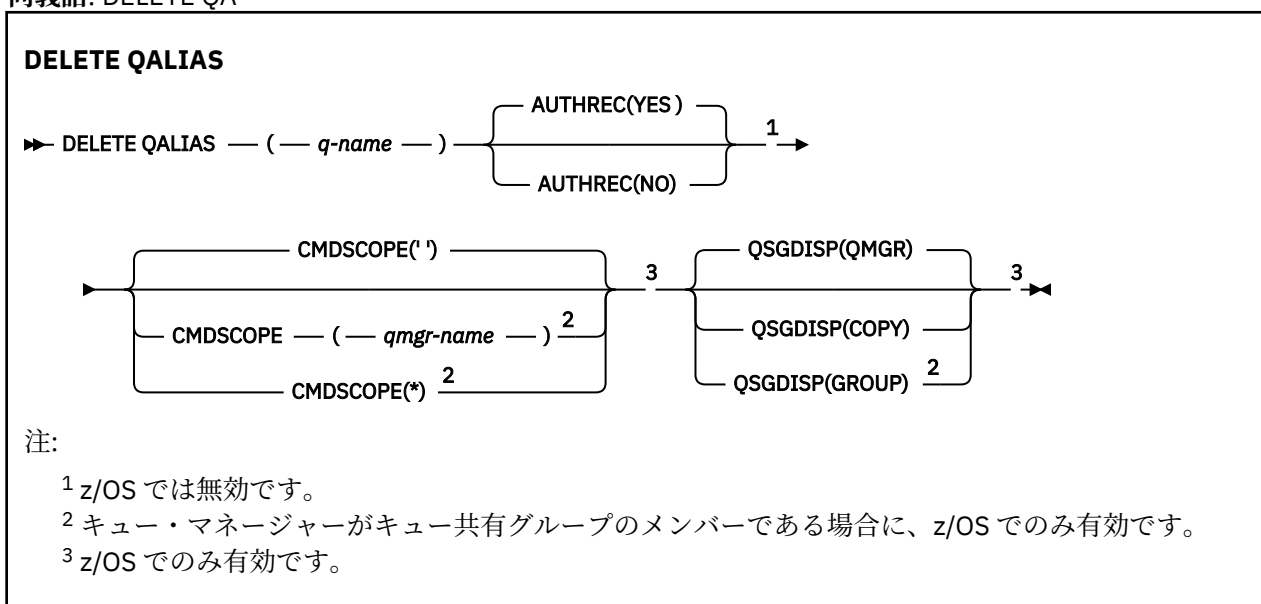 同義語: DELETE QA
DELETE QALIAS
AUTHREC(YES )
DELETE QALIAS ( q-name ) 1
AUTHREC(NO)
CMDSCOPE(' ') QSGDISP(QMGR)
3 3
CMDSCOPE ( qmgr-name ) 2 QSGDISP(COPY)
CMDSCOPE(*) 2 QSGDISP(GROUP) 2
注:
1 z/OS では無効です。
2 キュー・マネージャーがキュー共有グループのメンバーである場合に、z/OS でのみ有効です。
3 z/OS でのみ有効です。